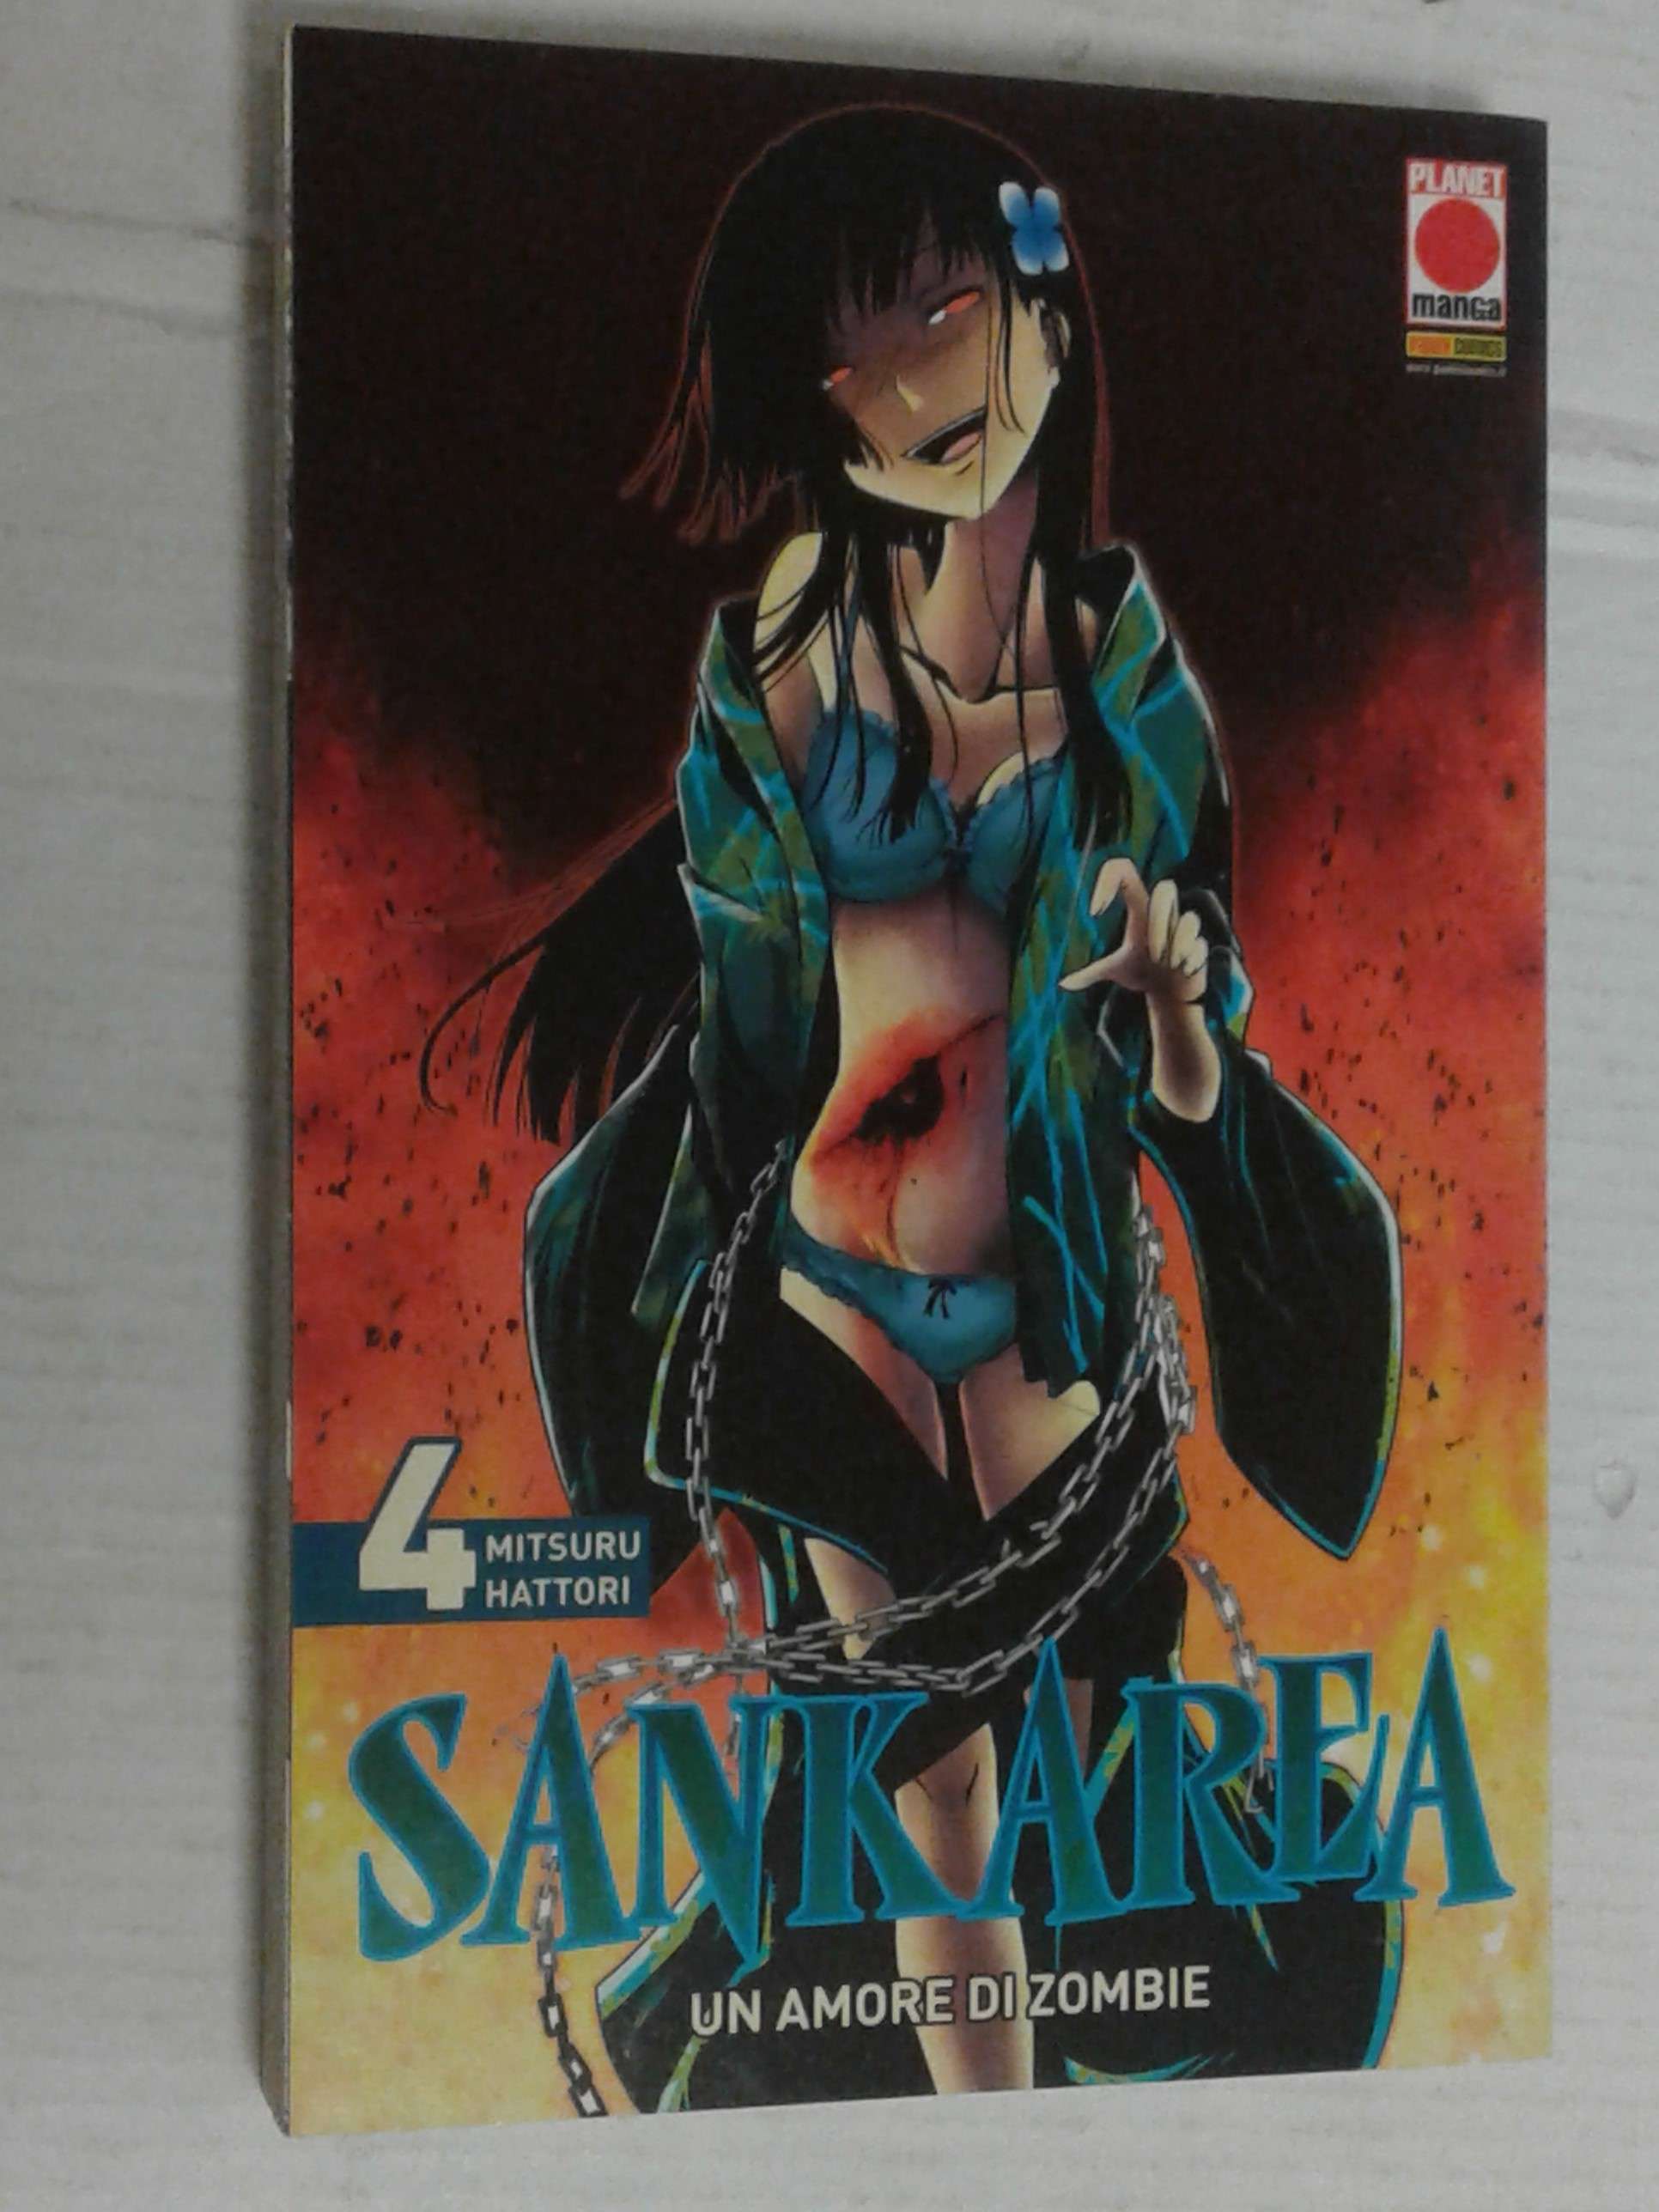 PLANET
manga
PANINI COMICS
4
MITSURU
HATTORI
SANKAREA
UN AMORE DI ZOMBIE